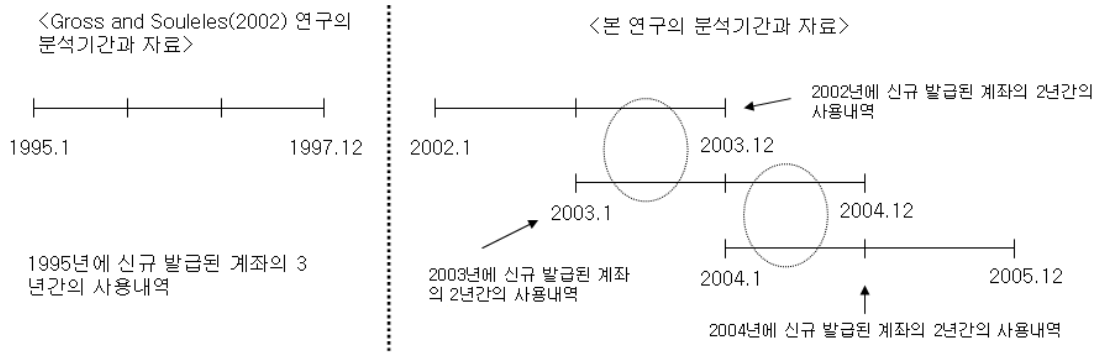 <Gross and Souleles(2002) 연구의
분석기간과 자료>
1995.1
1997.12
1995년에 신규 발급된 계좌의 3
년간의 사용내역
<본 연구의 분석기간과 자료>
2002년에 신규 발급된 계좌의 2년간의
사용내역
2002.1
2003.12
2003.1
2004.12
2003년에 신규 발급된 계좌
의 2년간의 사용내역
2004.1
2005.12
2004년에 신규 발급된 계좌의 2년간의 사용내역